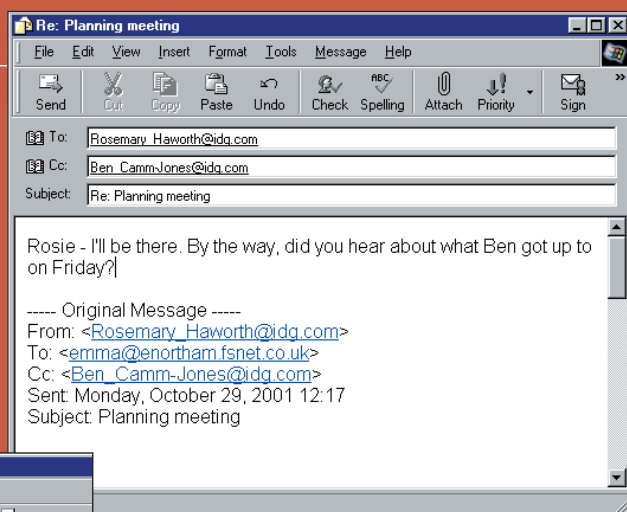 Re: Planning meeting
File Edit View Insert Format Tools Message Help
Send Cut Copy Paste Undo Check ABC Spelling Attach Priority Sign »
To: Rosemary_Haworth@idg.com
Cc: Ben_Camm-Jones@idg.com
Subject: Re: Planning meeting
Rosie - I'll be there. By the way, did you hear about what Ben got up to
on Friday?
----- Original Message -----
From: <Rosemary_Haworth@idg.com>
To: <emma@enortham.fsnet.co.uk>
Cc: <Ben_Camm-Jones@idg.com>
Sent: Monday, October 29, 2001 12:17
Subject: Planning meeting